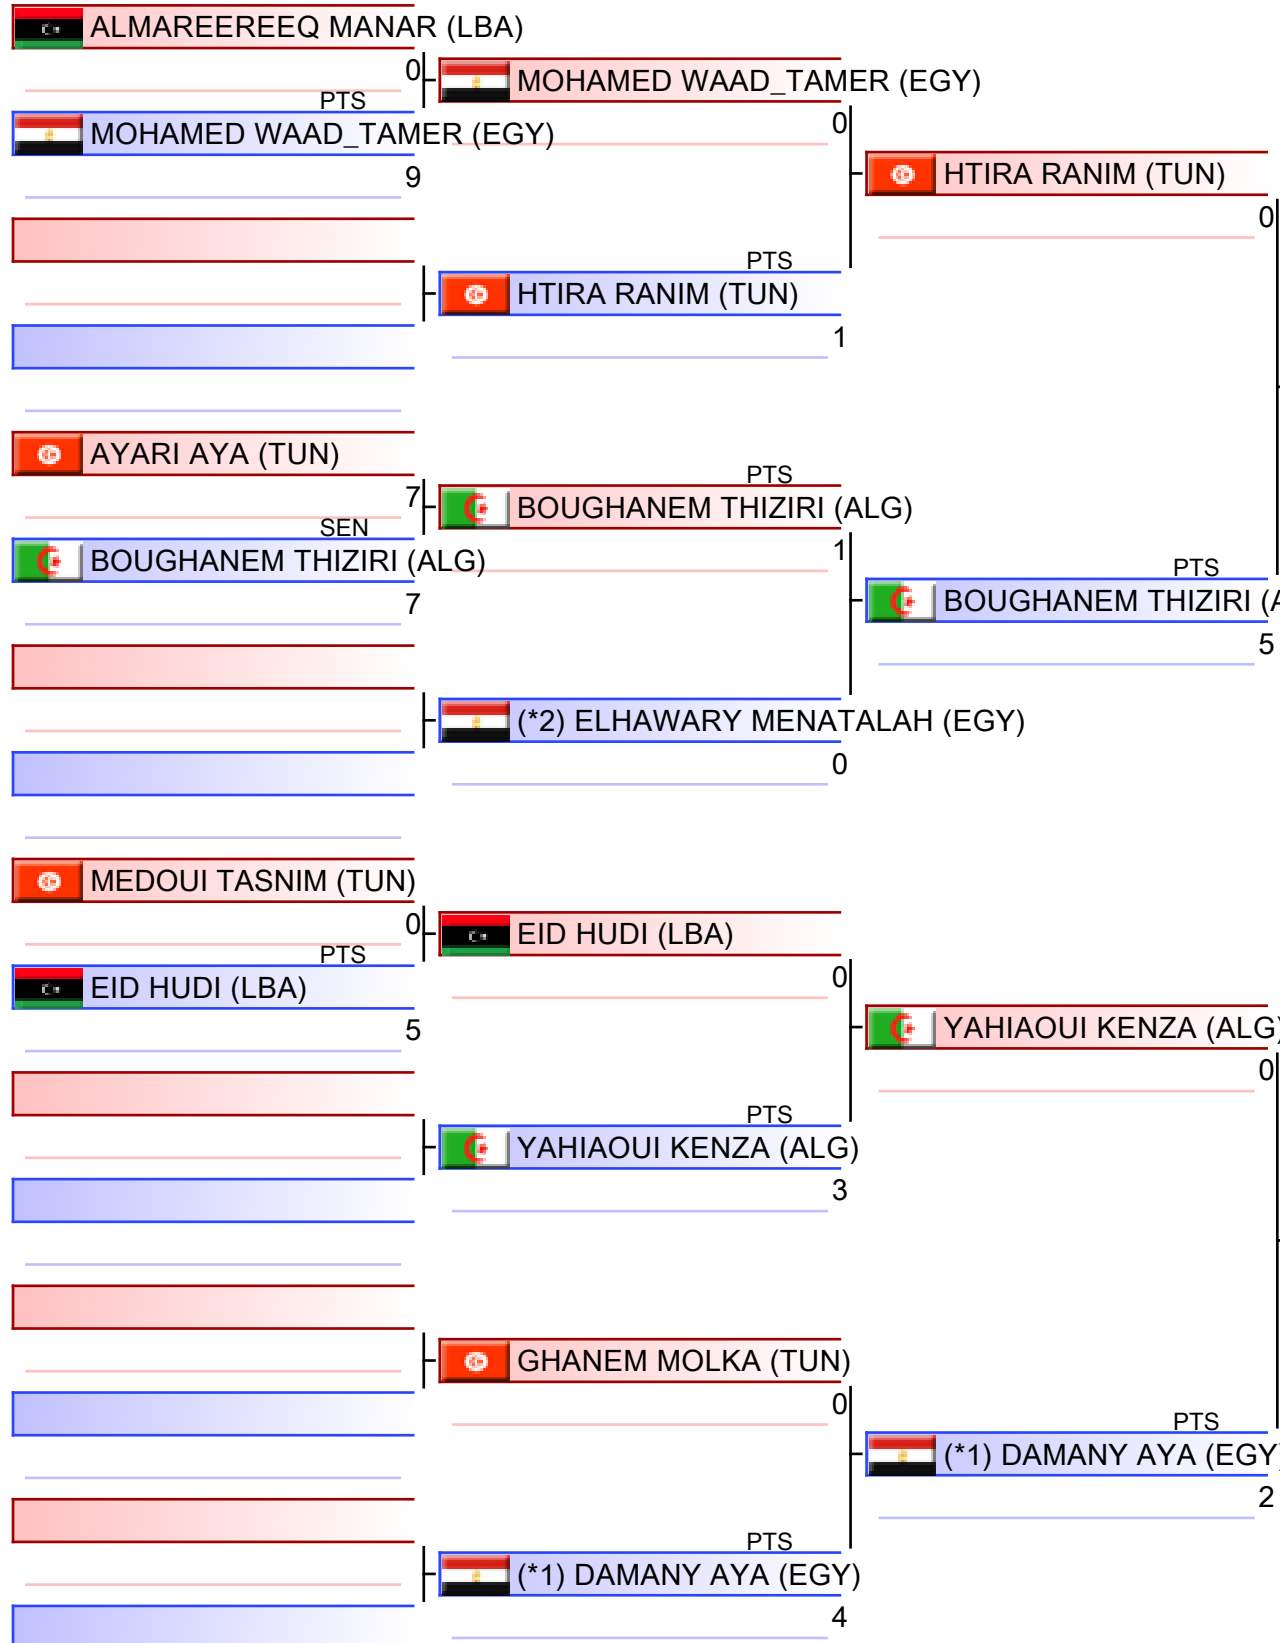 ALMAREEREEQ MANAR (LBA)
0
PTS
MOHAMED WAAD_TAMER (EGY)
9
MOHAMED WAAD_TAMER (EGY)
0
PTS
HTIRA RANIM (TUN)
1
HTIRA RANIM (TUN)
0
AYARI AYA (TUN)
7
SEN
BOUGHANEM THIZIRI (ALG)
7
PTS
BOUGHANEM THIZIRI (ALG)
1
(*2) ELHAWARY MENATALAH (EGY)
0
PTS
BOUGHANEM THIZIRI (A
5
MEDOUI TASNIM (TUN)
0
PTS
EID HUDI (LBA)
5
EID HUDI (LBA)
0
PTS
YAHIAOUI KENZA (ALG)
3
YAHIAOUI KENZA (ALG)
0
GHANEM MOLKA (TUN)
0
PTS
(*1) DAMANY AYA (EGY)
4
PTS
(*1) DAMANY AYA (EGY)
2